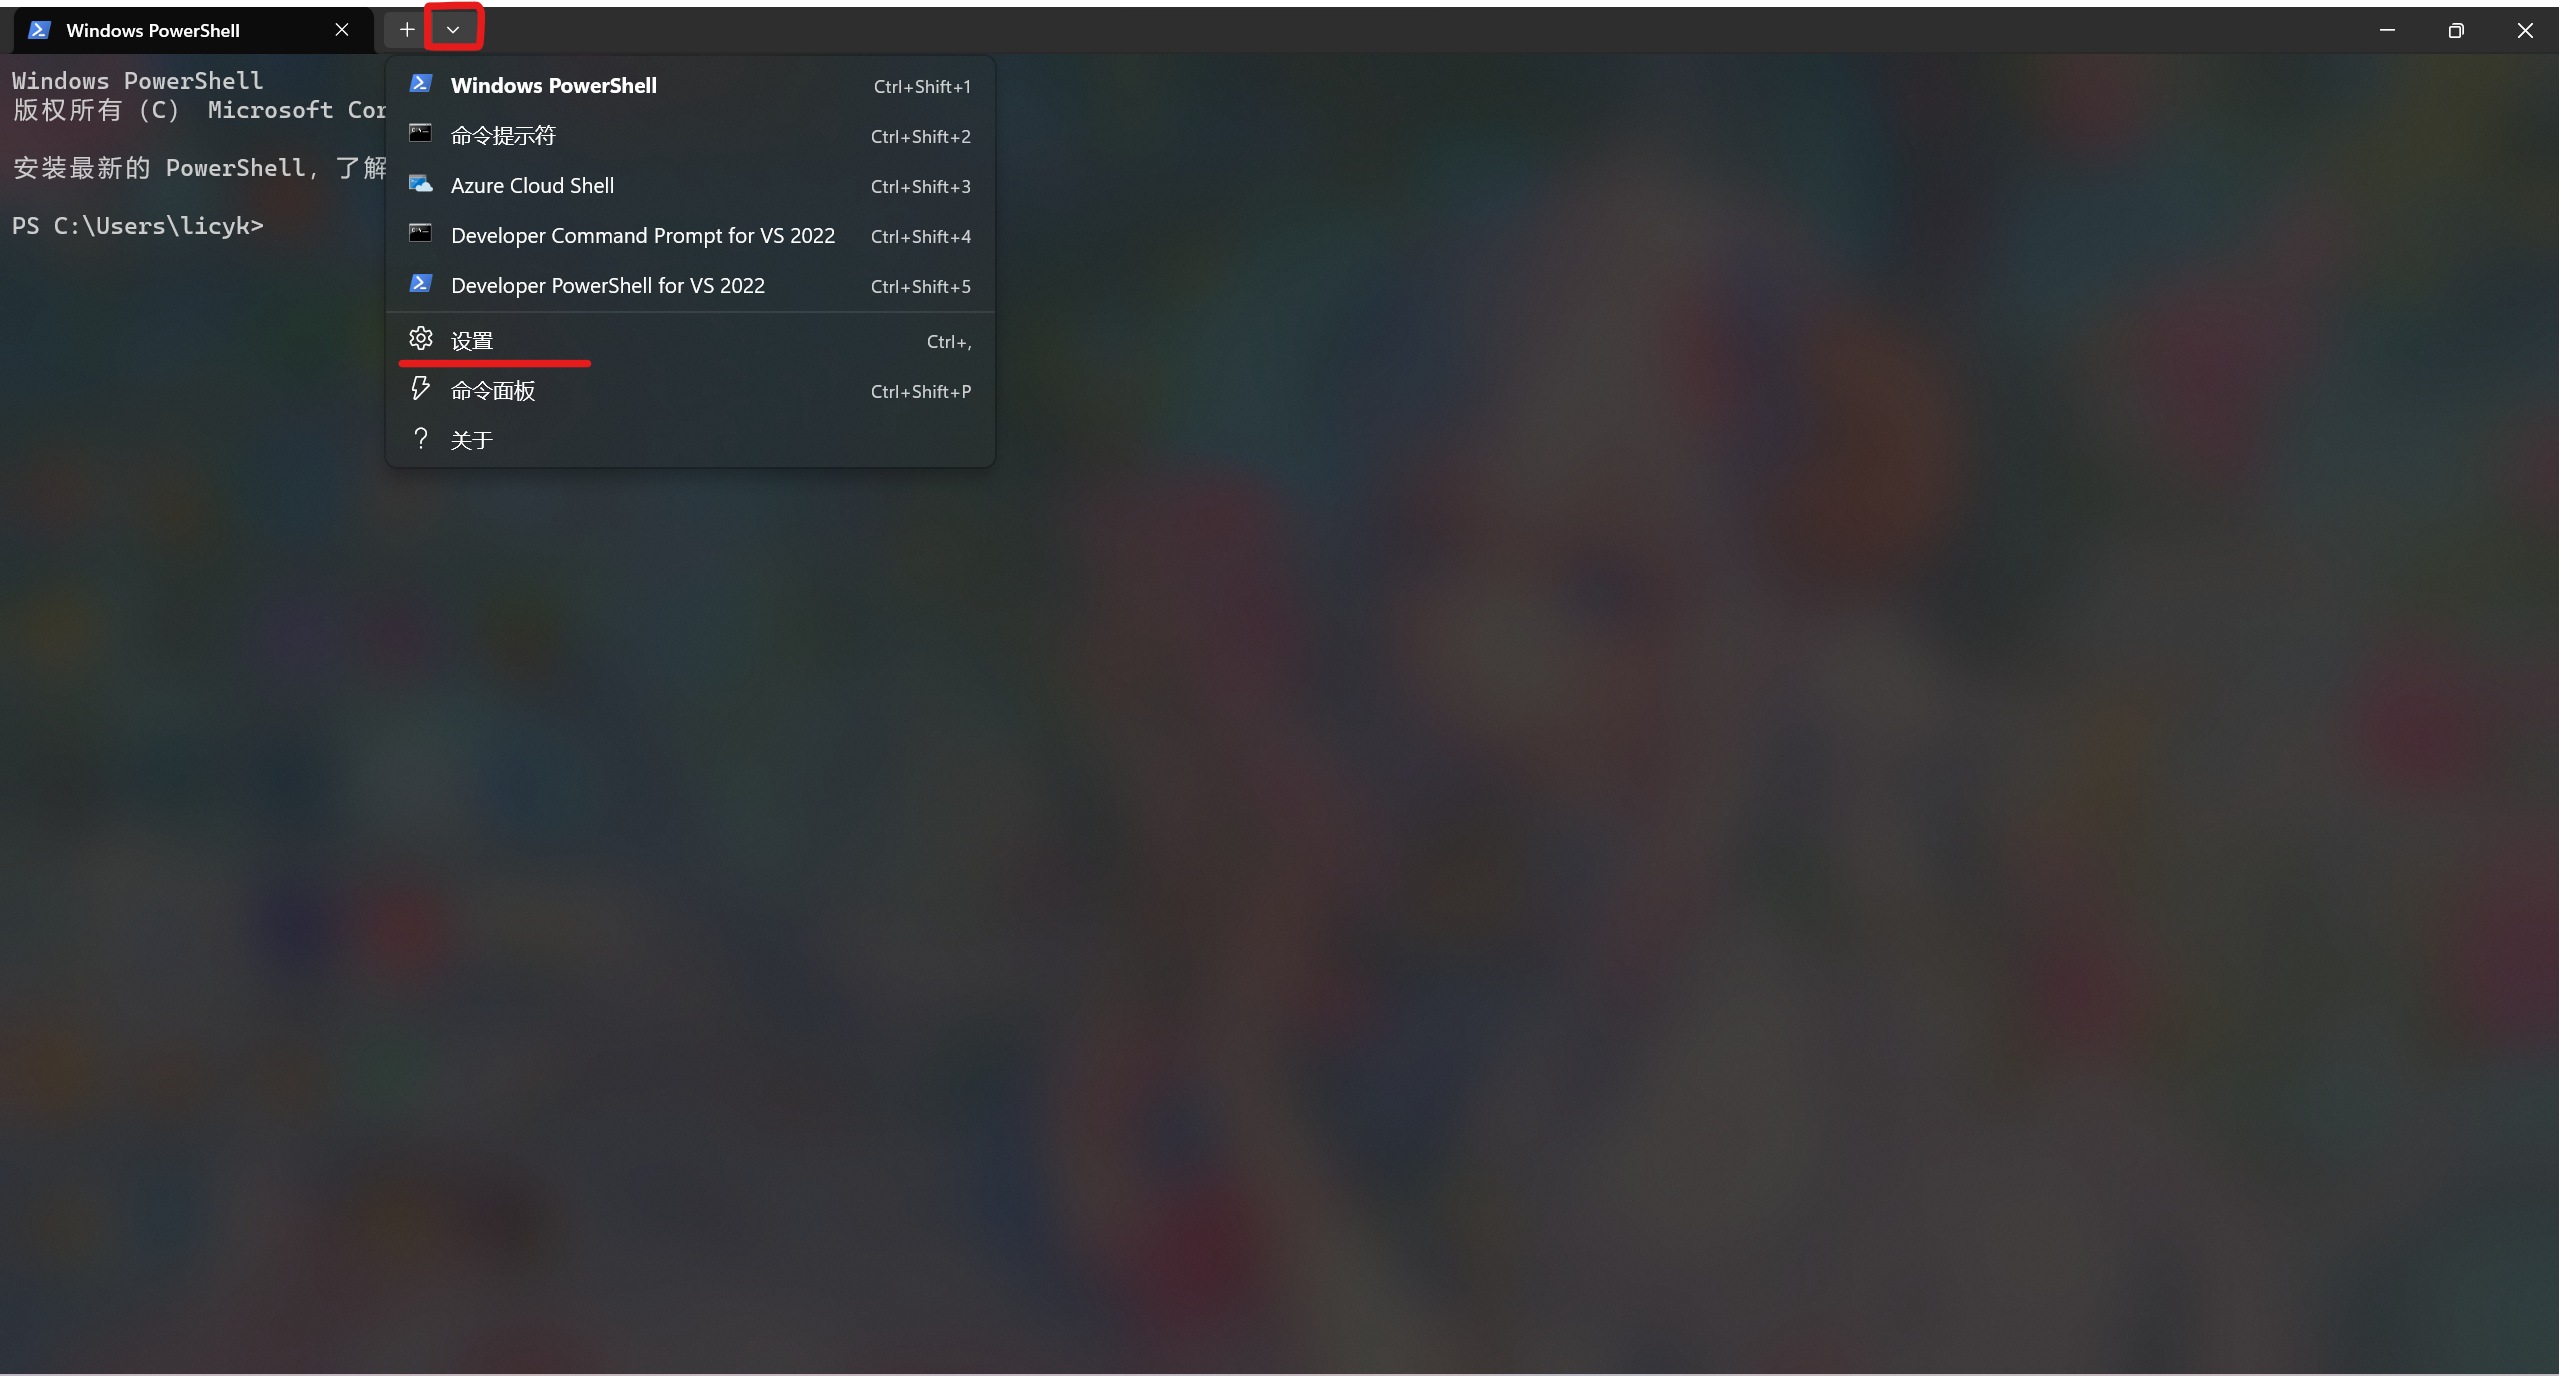 Windows PowerShell
Windows PowerShell
版权所有 (C) Microsoft Cor
安装最新的 PowerShell，了解
PS C:\Users\licyk>
Windows PowerShell Ctrl+Shift+1
命令提示符 Ctrl+Shift+2
Azure Cloud Shell Ctrl+Shift+3
Developer Command Prompt for VS 2022 Ctrl+Shift+4
Developer PowerShell for VS 2022 Ctrl+Shift+5
设置 Ctrl+,
命令面板 Ctrl+Shift+P
关于